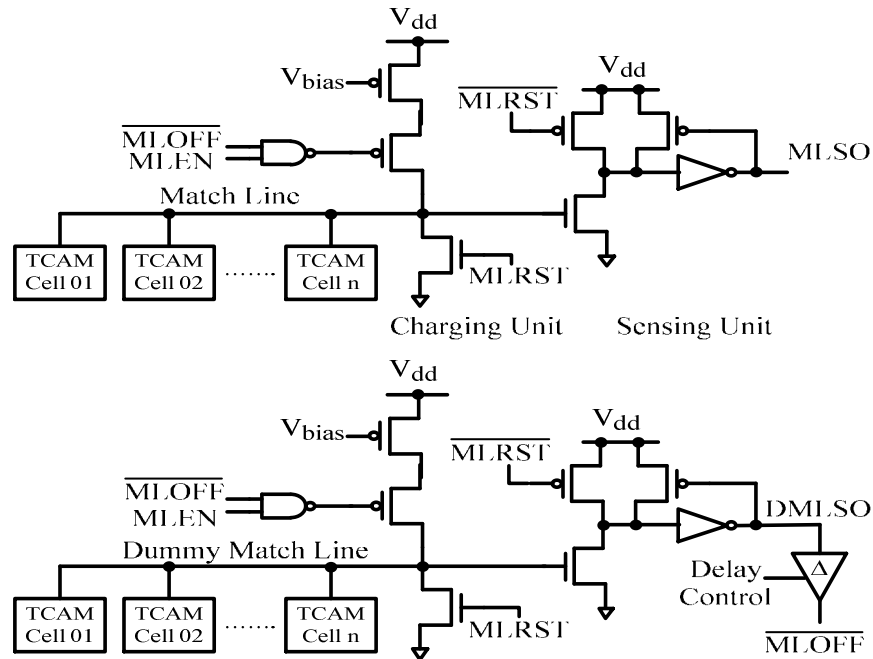 Vdd
Vbias
MLOFF
MLEN
Match Line
TCAM
Cell 01
TCAM
Cell 02
.......
TCAM
Cell n
MLRST
Charging Unit
MLRST
Vdd
MLSO
Sensing Unit
Vdd
Vbias
MLOFF
MLEN
Dummy Match Line
TCAM
Cell 01
TCAM
Cell 02
.......
TCAM
Cell n
MLRST
MLRST
Vdd
DMLSO
Delay
Control
Δ
MLOFF